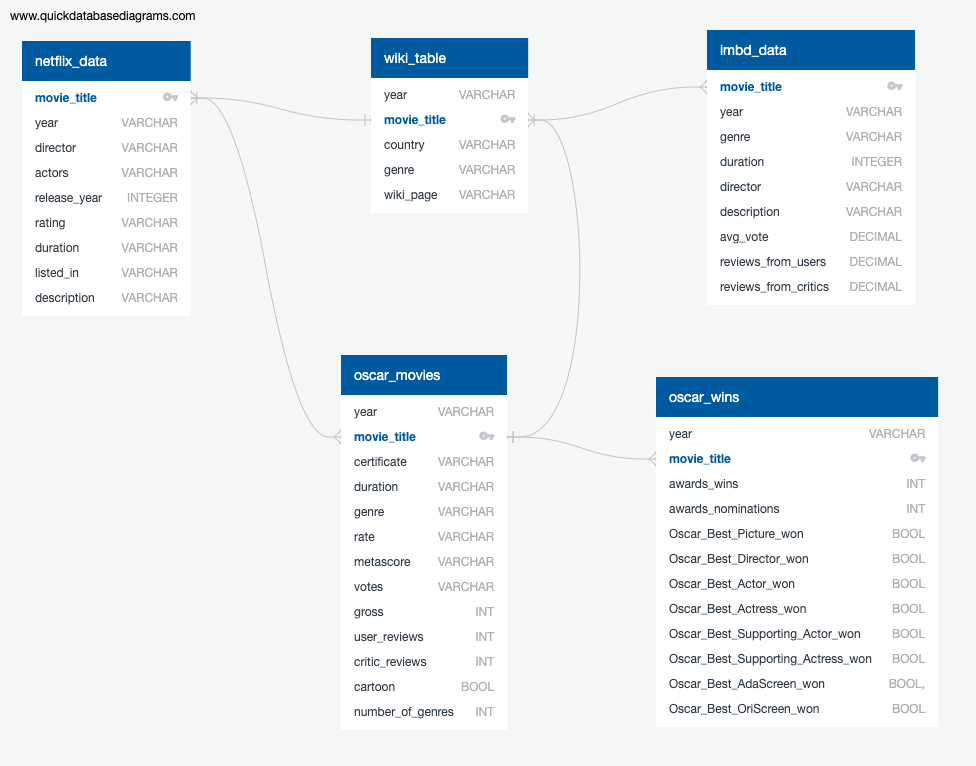 www.quickdatabasediagrams.com
netflix_data
movie_title
year VARCHAR
director VARCHAR
actors VARCHAR
release_year INTEGER
rating VARCHAR
duration VARCHAR
listed_in VARCHAR
description VARCHAR
wiki_table
year VARCHAR
movie_title
country VARCHAR
genre VARCHAR
wiki_page VARCHAR
imbd_data
movie_title
year VARCHAR
genre VARCHAR
duration INTEGER
director VARCHAR
description VARCHAR
avg_vote DECIMAL
reviews_from_users DECIMAL
reviews_from_critics DECIMAL
oscar_movies
year VARCHAR
movie_title
certificate VARCHAR
duration VARCHAR
genre VARCHAR
rate VARCHAR
metascore VARCHAR
votes VARCHAR
gross INT
user_reviews INT
critic_reviews INT
cartoon BOOL
number_of_genres INT
oscar_wins
year VARCHAR
movie_title
awards_wins INT
awards_nominations INT
Oscar_Best_Picture_won BOOL
Oscar_Best_Director_won BOOL
Oscar_Best_Actor_won BOOL
Oscar_Best_Actress_won BOOL
Oscar_Best_Supporting_Actor_won BOOL
Oscar_Best_Supporting_Actress_won BOOL
Oscar_Best_AdaScreen_won BOOL,
Oscar_Best_OriScreen_won BOOL